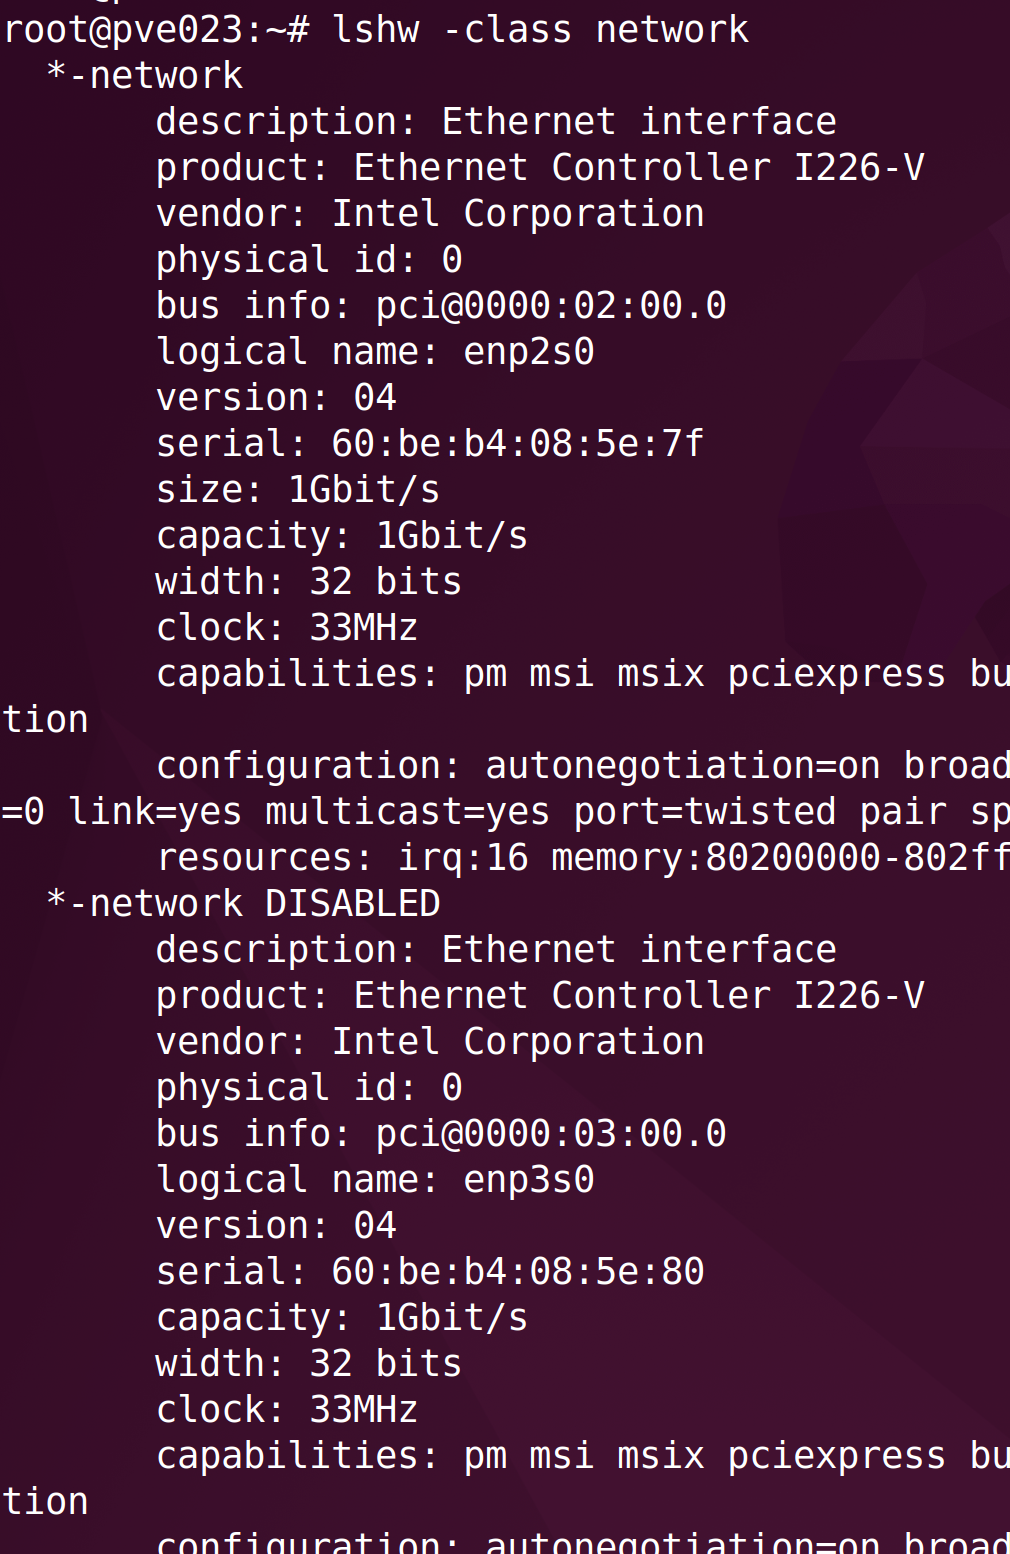 root@pve023:~# lshw -class network
*-network
description: Ethernet interface
product: Ethernet Controller I226-V
vendor: Intel Corporation
physical id: 0
bus info: pci@0000:02:00.0
logical name: enp2s0
version: 04
serial: 60:be:b4:08:5e:7f
size: 1Gbit/s
capacity: 1Gbit/s
width: 32 bits
clock: 33MHz
capabilities: pm msi msix pciexpress bu
tion
configuration: autonegotiation=on broad
=0 link=yes multicast=yes port=twisted pair sp
resources: irq:16 memory:80200000-802ff
*-network DISABLED
description: Ethernet interface
product: Ethernet Controller I226-V
vendor: Intel Corporation
physical id: 0
bus info: pci@0000:03:00.0
logical name: enp3s0
version: 04
serial: 60:be:b4:08:5e:80
capacity: 1Gbit/s
width: 32 bits
clock: 33MHz
capabilities: pm msi msix pciexpress bu
tion
configuration: autonegotiation=on broad